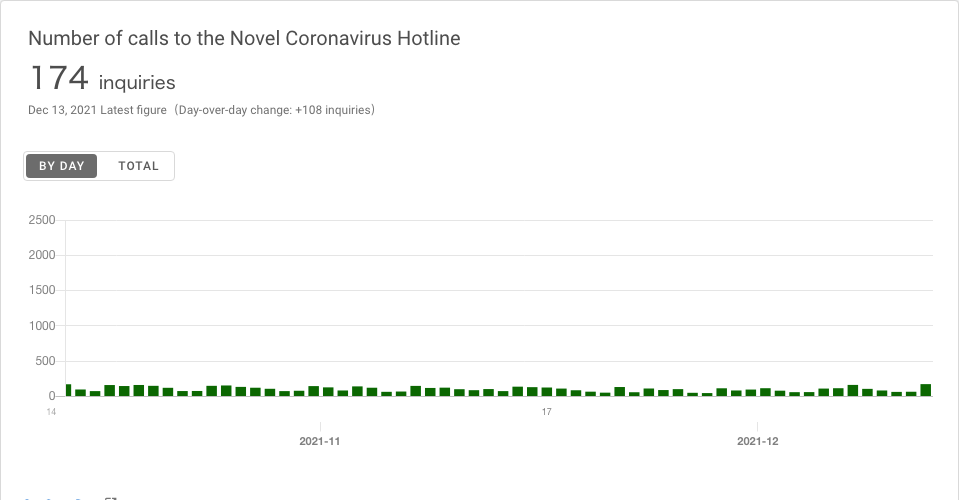 Number of calls to the Novel Coronavirus Hotline
174 inquiries
Dec 13, 2021 Latest figure（Day-over-day change: +108 inquiries）
BY DAY TOTAL
2500
2000
1500
1000
500
0
14 17
2021-11 2021-12